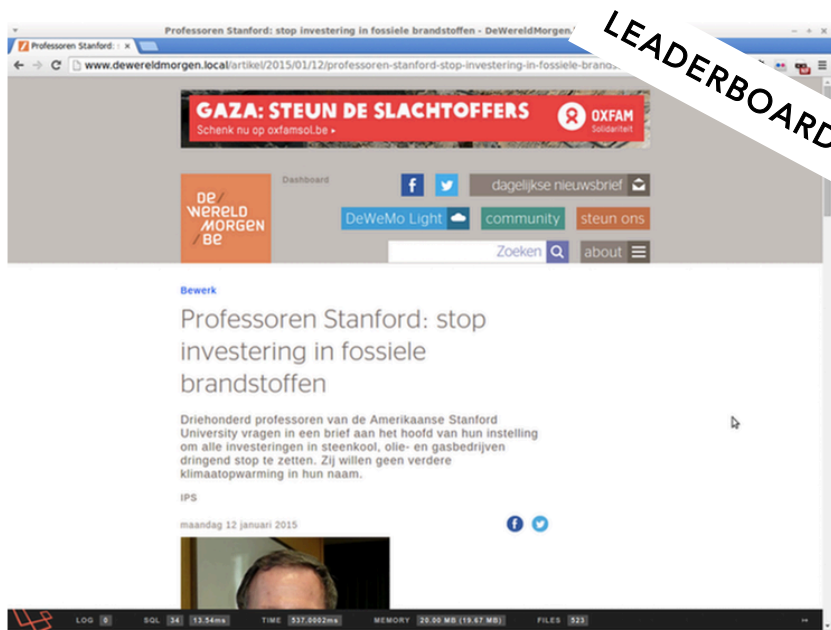 Professoren Stanford: stop investering in fossiele brandstoffen - DeWereldMorgen.
LEADERBOARD
Professoren Stanford: s
www.dewereldmorgen.local/artikel/2015/01/12/professoren-stanford-stop-investering-in-fossiele-brands
GAZA: STEUN DE SLACHTOFFERS
Schenk nu op oxfamsol.be
OXFAM
Solidariteit
DE/
WERELD
/MORGEN
/BE
Dashboard
dagelijkse nieuwsbrief
DeWeMo Light
community
steun ons
Zoeken
about
Bewerk
Professoren Stanford: stop
investering in fossiele
brandstoffen
Driehonderd professoren van de Amerikaanse Stanford
University vragen in een brief aan het hoofd van hun instelling
om alle investeringen in steenkool, olie- en gasbedrijven
dringend stop te zetten. Zij willen geen verdere
klimaatopwarming in hun naam.
IPS
maandag 12 januari 2015
LOG 0 SQL 34 13.54ms TIME 537.0002ms MEMORY 20.00 MB (19.67 MB) FILES 523